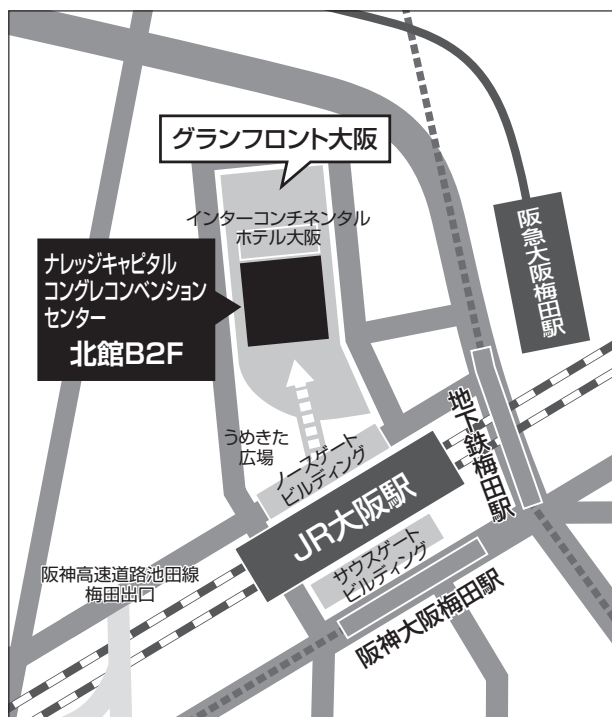 グランフロント大阪
インターコンチネンタル
ホテル大阪
ナレッジキャピタル
コングレコンベンション
センター
北館B2F
阪急大阪梅田駅
うめきた
広場
ノースゲート
ビルディング
地下鉄梅田駅
JR大阪駅
サウスゲート
ビルディング
阪神高速道路池田線
梅田出口
阪神大阪梅田駅